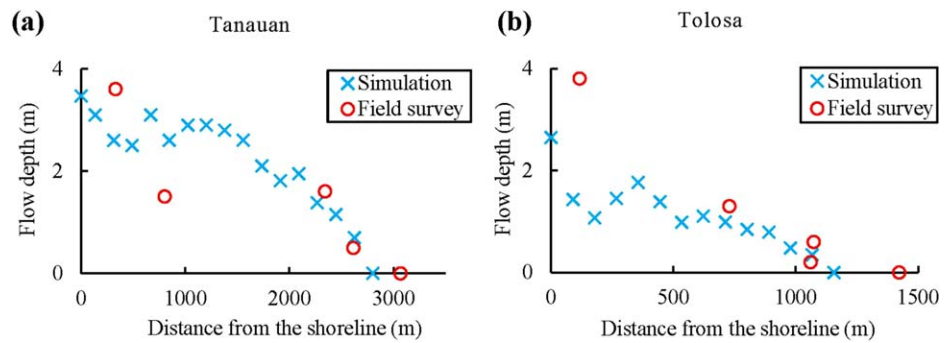 (a)
Tanauan
4
2
0
Flow depth (m)
Simulation
Field survey
0 1000 2000 3000
Distance from the shoreline (m)
(b)
Tolosa
4
2
0
Flow depth (m)
Simulation
Field survey
0 500 1000 1500
Distance from the shoreline (m)